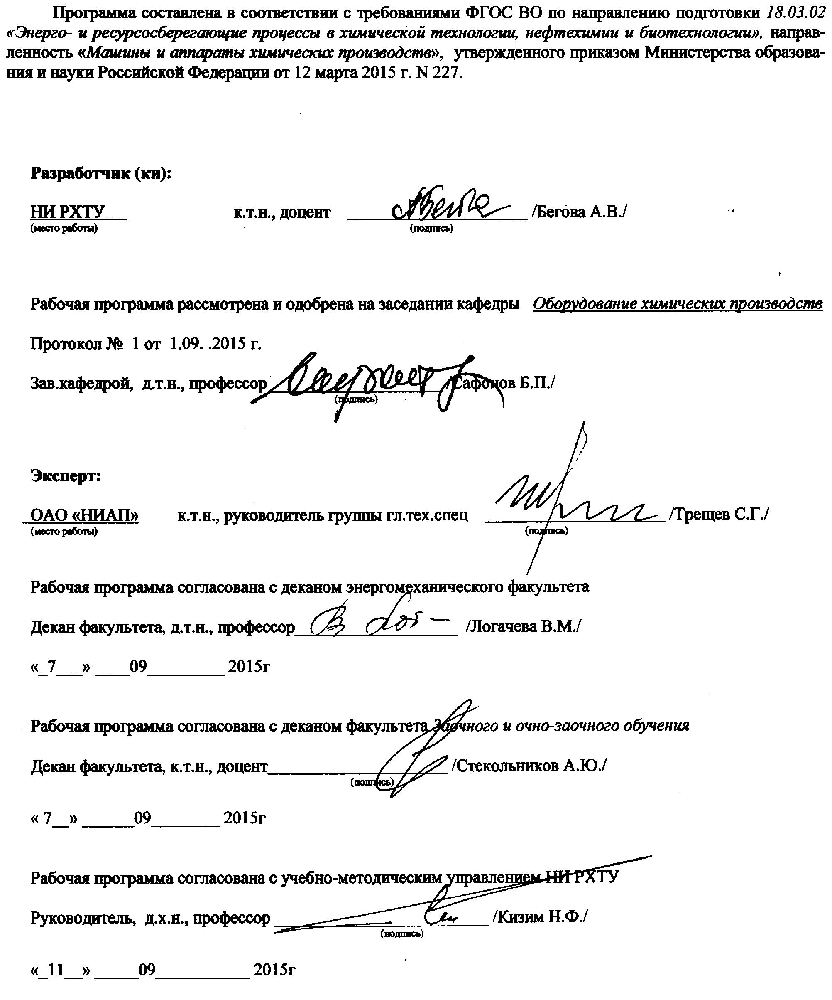 Программа составлена в соответствии с требованиями ФГОС ВО по направлению подготовки 18.03.02
«Энерго- и ресурсосберегающие процессы в химической технологии, нефтехимии и биотехнологии», направ-
ленность «Машины и аппараты химических производств», утвержденного приказом Министерства образова-
ния и науки Российской Федерации от 12 марта 2015 г. N 227.
Разработчик (ки):
НИ РХТУ к.т.н., доцент /Бегова А.В./
(место работы) (подпись)
Рабочая программа рассмотрена и одобрена на заседании кафедры Оборудование химических производств
Протокол № 1 от 1.09. .2015 г.
Зав.кафедрой, д.т.н., профессор /Сафонов Б.П./
(подпись)
Эксперт:
ОАО «НИАП» к.т.н., руководитель группы гл.тех.спец /Трещев С.Г./
(место работы) (подпись)
Рабочая программа согласована с деканом энергомеханического факультета
Декан факультета, д.т.н., профессор /Логачева В.М./
«_7___» ____09_________ 2015г
Рабочая программа согласована с деканом факультета Заочного и очно-заочного обучения
Декан факультета, к.т.н., доцент /Стекольников А.Ю./
(подпись)
« 7__» ______09________ 2015г
Рабочая программа согласована с учебно-методическим управлением НИ РХТУ
Руководитель, д.х.н., профессор /Кизим Н.Ф./
(подпись)
«_11__» _____09___________ 2015г